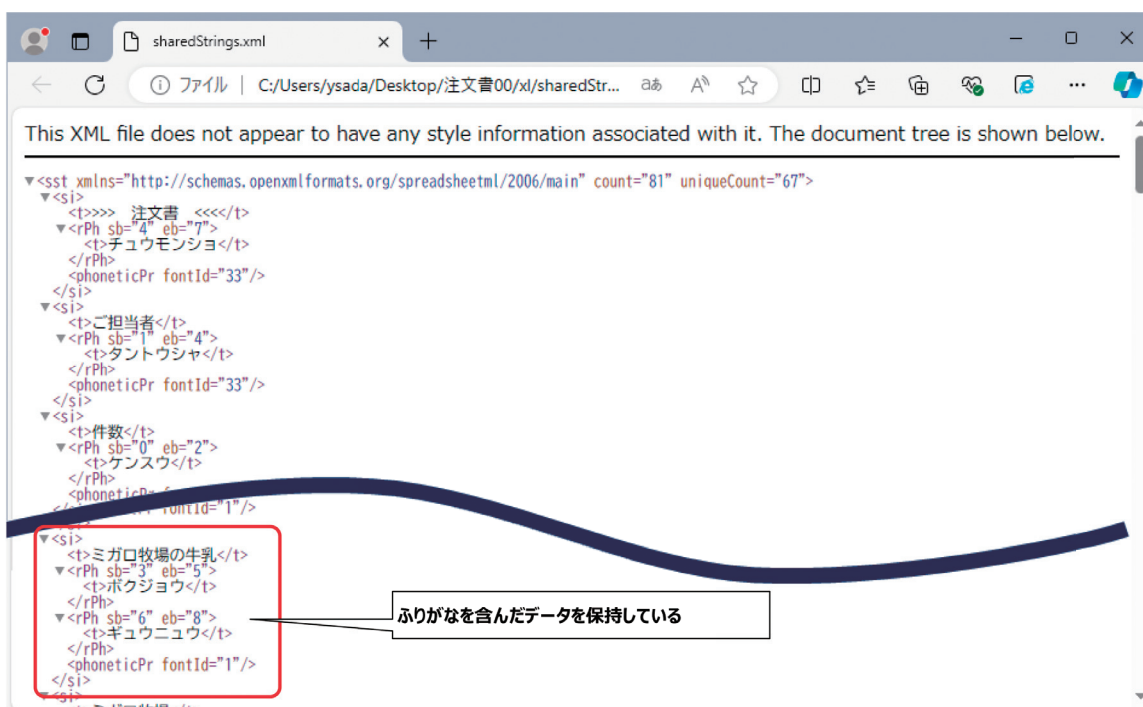 sharedStrings.xml
ファイル | C:/Users/ysada/Desktop/注文書00/xl/sharedStr... aあ A
This XML file does not appear to have any style information associated with it. The document tree is shown below.
▼<sst xmlns="http://schemas.openxmlformats.org/spreadsheetml/2006/main" count="81" uniqueCount="67">
▼<si>
<t>>>>> 注文書 <<<<</t>
▼<rPh sb="4" eb="7">
<t>チュウモンショ</t>
</rPh>
<phoneticPr fontId="33"/>
</si>
▼<si>
<t>ご担当者</t>
▼<rPh sb="1" eb="4">
<t>タントウシャ</t>
</rPh>
<phoneticPr fontId="33"/>
</si>
▼<si>
<t>件数</t>
▼<rPh sb="0" eb="2">
<t>ケンスウ</t>
</rPh>
<phoneticPr fontId="1"/>
</si>
▼<si>
<t>ミガロ牧場の牛乳</t>
▼<rPh sb="3" eb="5">
<t>ボクジョウ</t>
</rPh>
▼<rPh sb="6" eb="8">
<t>ギュウニュウ</t>
</rPh>
<phoneticPr fontId="1"/>
</si>
▼<si>
ふりがなを含んだデータを保持している